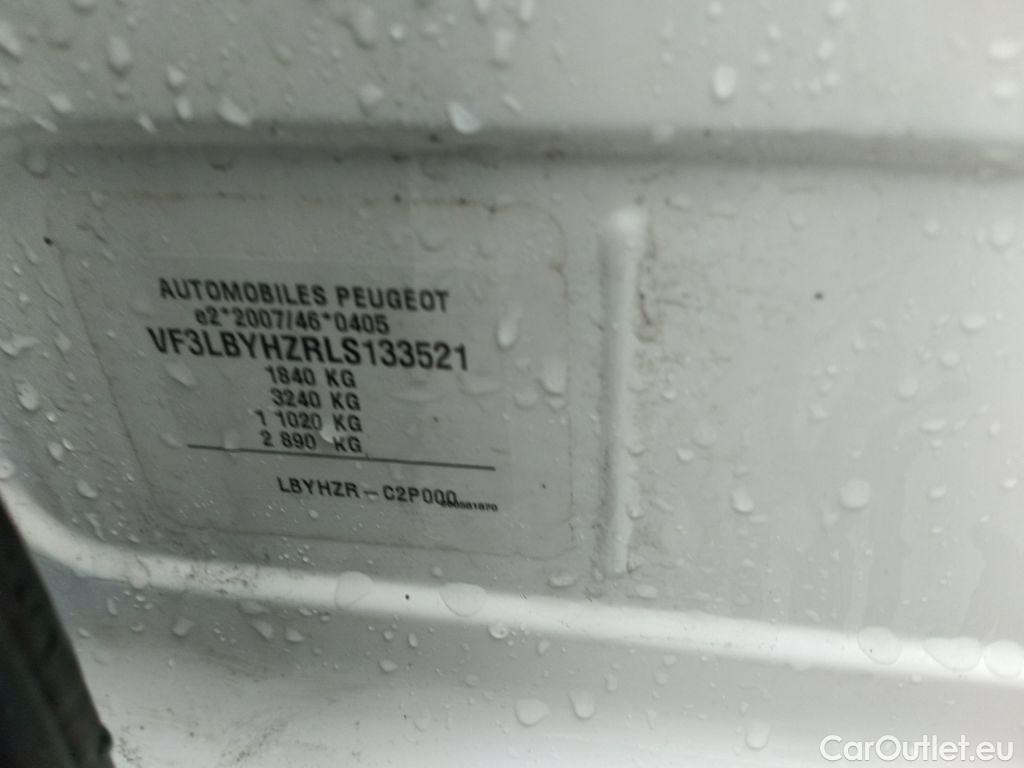 AUTOMOBILES PEUGEOT
e2*2007/46*0405
VF3LBYHZRLS133521
1840 KG
3240 KG
1 1020 KG
2 890 KG
LBYHZR-C2P000
CarOutlet.eu